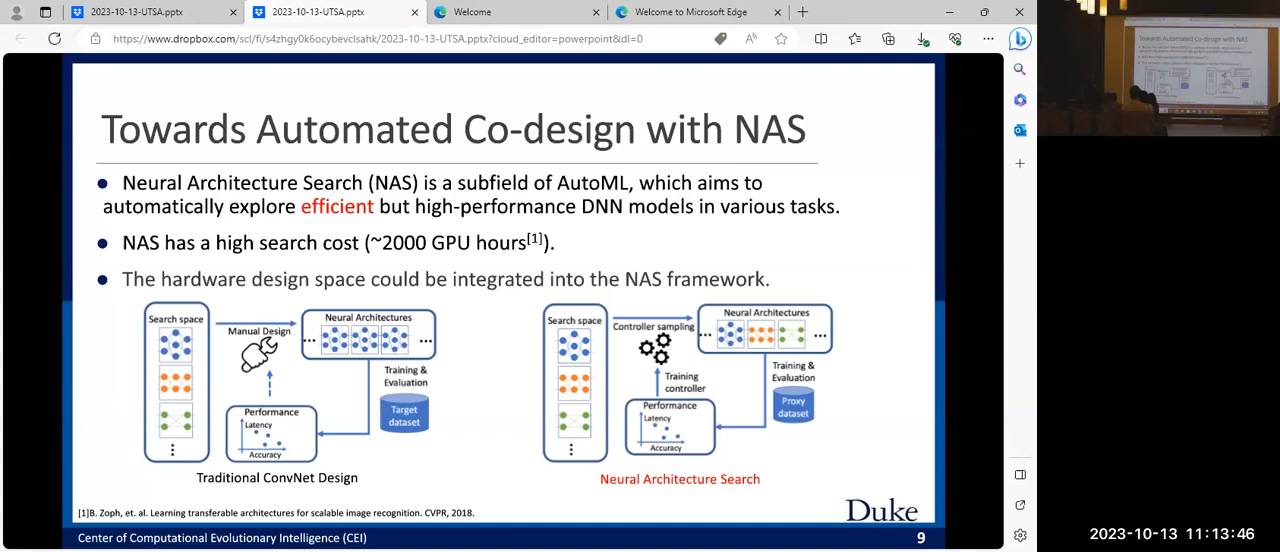 2023-10-13-UTSA.pptx
2023-10-13-UTSA.pptx
Welcome
Welcome to Microsoft Edge
https://www.dropbox.com/scl/fi/s4zhgy0k6ocybevclsahk/2023-10-13-UTSA.pptx?cloud_editor=powerpoint&dl=0
Towards Automated Co-design with NAS
Neural Architecture Search (NAS) is a subfield of AutoML, which aims to
automatically explore efficient but high-performance DNN models in various tasks.
NAS has a high search cost (~2000 GPU hours[1]).
The hardware design space could be integrated into the NAS framework.
Search space
Manual Design
Neural Architectures
Training &
Evaluation
Target
dataset
Performance
Latency
Accuracy
Traditional ConvNet Design
Search space
Controller sampling
Neural Architectures
Training
controller
Training &
Evaluation
Proxy
dataset
Performance
Latency
Accuracy
Neural Architecture Search
[1]B. Zoph, et. al. Learning transferable architectures for scalable image recognition. CVPR, 2018.
Duke
Center of Computational Evolutionary Intelligence (CEI)
9
Towards Automated Co-design with NAS
2023-10-13 11:13:46